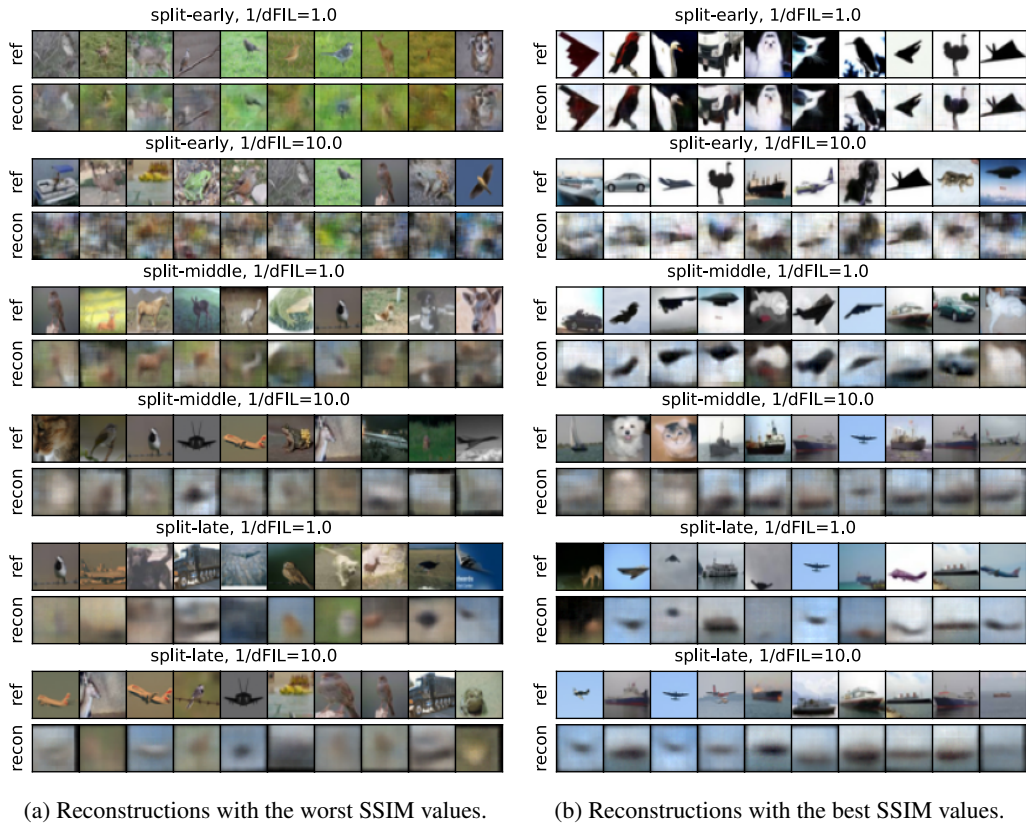 split-early, 1/dFIL=1.0
ref
recon
split-early, 1/dFIL=10.0
ref
recon
split-middle, 1/dFIL=1.0
ref
recon
split-middle, 1/dFIL=10.0
ref
recon
split-late, 1/dFIL=1.0
ref
recon
split-late, 1/dFIL=10.0
ref
recon
(a) Reconstructions with the worst SSIM values.
split-early, 1/dFIL=1.0
ref
recon
split-early, 1/dFIL=10.0
ref
recon
split-middle, 1/dFIL=1.0
ref
recon
split-middle, 1/dFIL=10.0
ref
recon
split-late, 1/dFIL=1.0
ref
recon
split-late, 1/dFIL=10.0
ref
recon
(b) Reconstructions with the best SSIM values.